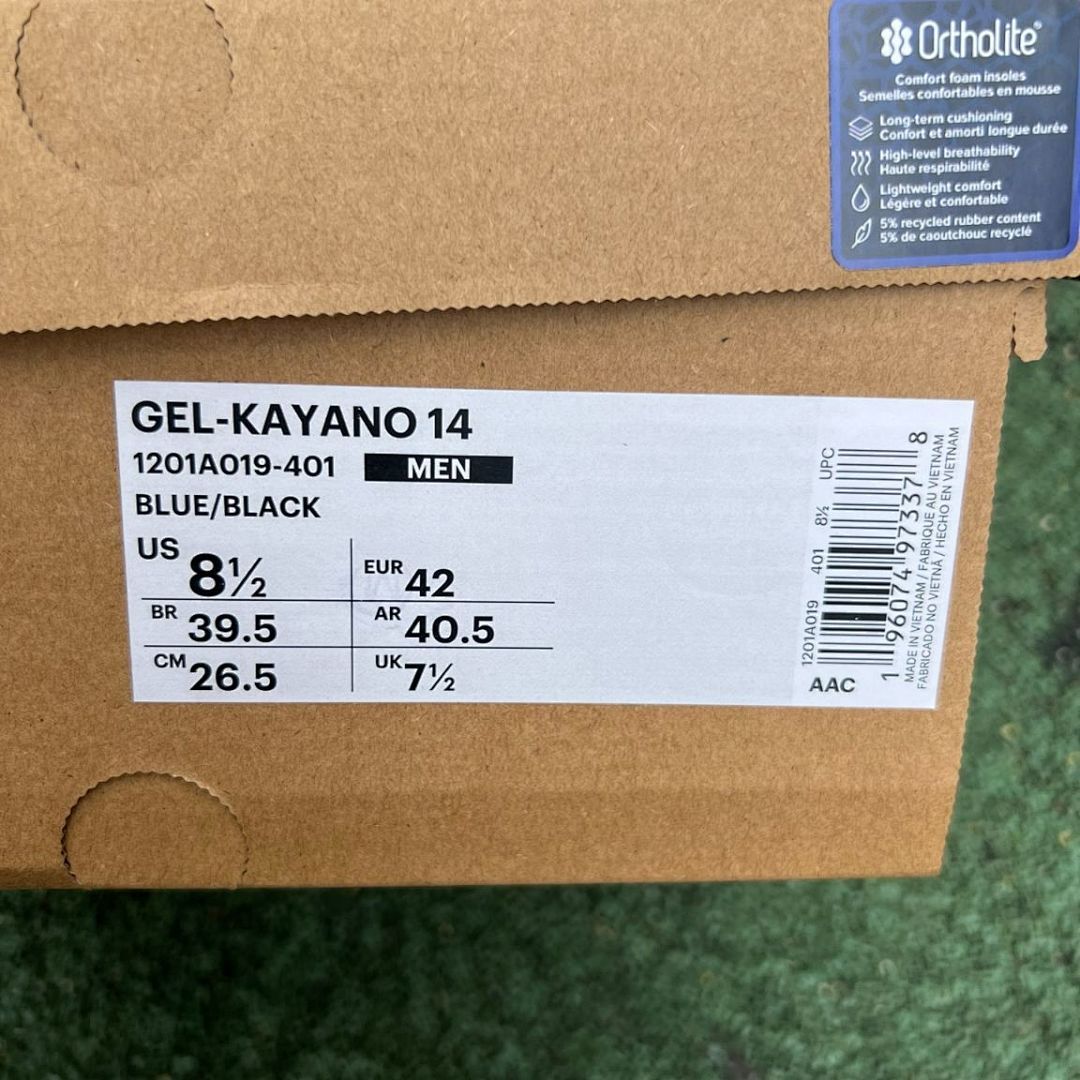 Ortholite
Comfort foam insoles
Semelles confortables en mousse
Long-term cushioning
Confort et amorti longue durée
High-level breathability
Haute respirabilité
Lightweight comfort
Légère et confortable
5% recycled rubber content
5% de caoutchouc recyclé
GEL-KAYANO 14
1201A019-401 MEN
BLUE/BLACK
US 8½ EUR 42
BR 39.5 AR 40.5
CM 26.5 UK 7½
1201A019 401 8½ UPC
1 96074 97337 8
MADE IN VIETNAM / FABRIQUE AU VIETNAM
FABRICADO NO VIETNÃ / HECHO EN VIETNAM
AAC